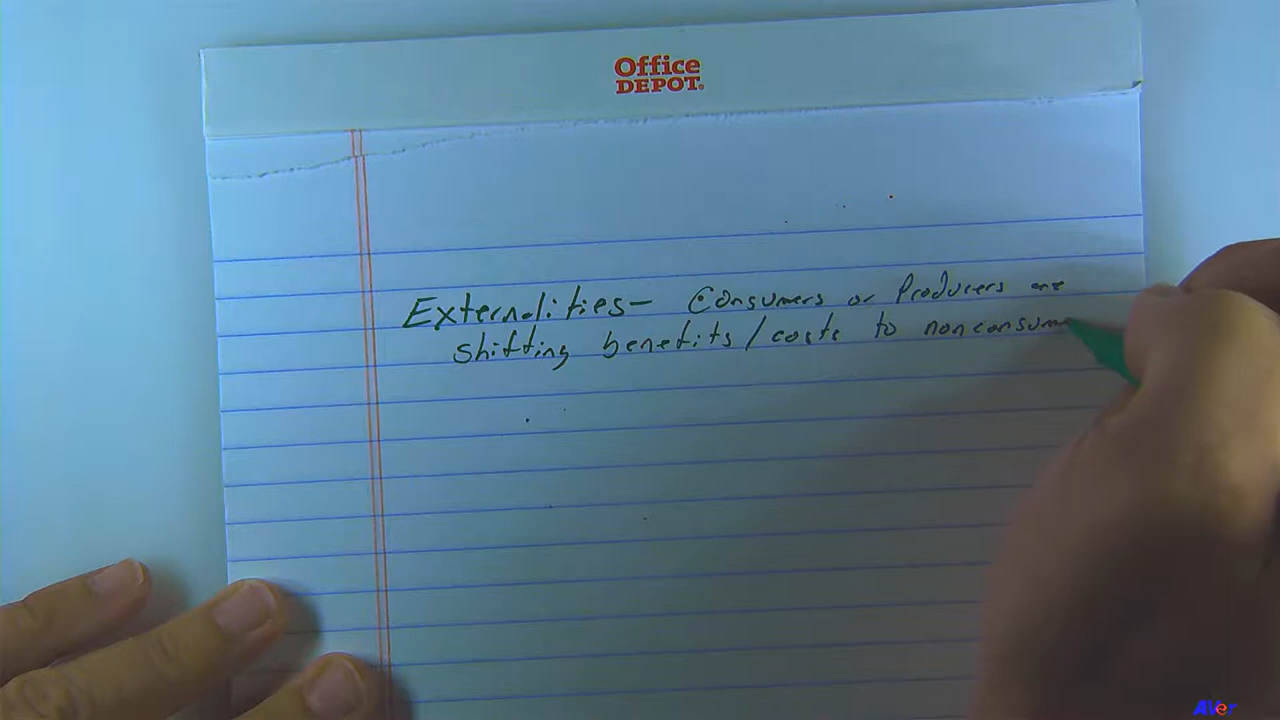 Office
DEPOT.
Externalities- Consumers or Producers are
shifting benefits/costs to nonconsum
AVer